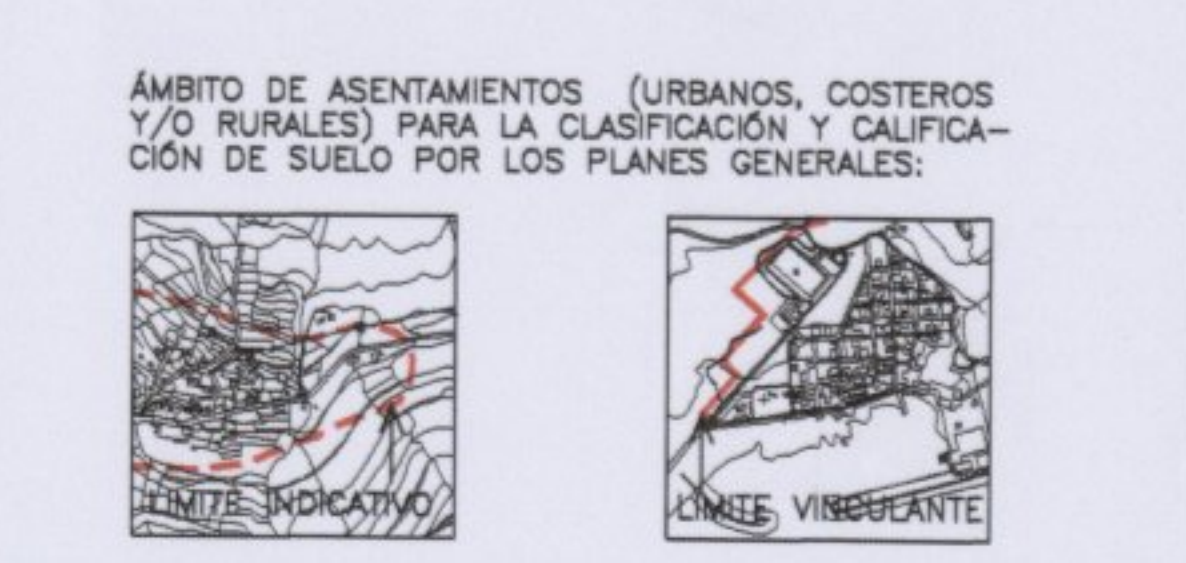 ÁMBITO DE ASENTAMIENTOS (URBANOS, COSTEROS
Y/O RURALES) PARA LA CLASIFICACIÓN Y CALIFICA–
CIÓN DE SUELO POR LOS PLANES GENERALES:
LIMITE INDICATIVO
LÍMITE VINCULANTE